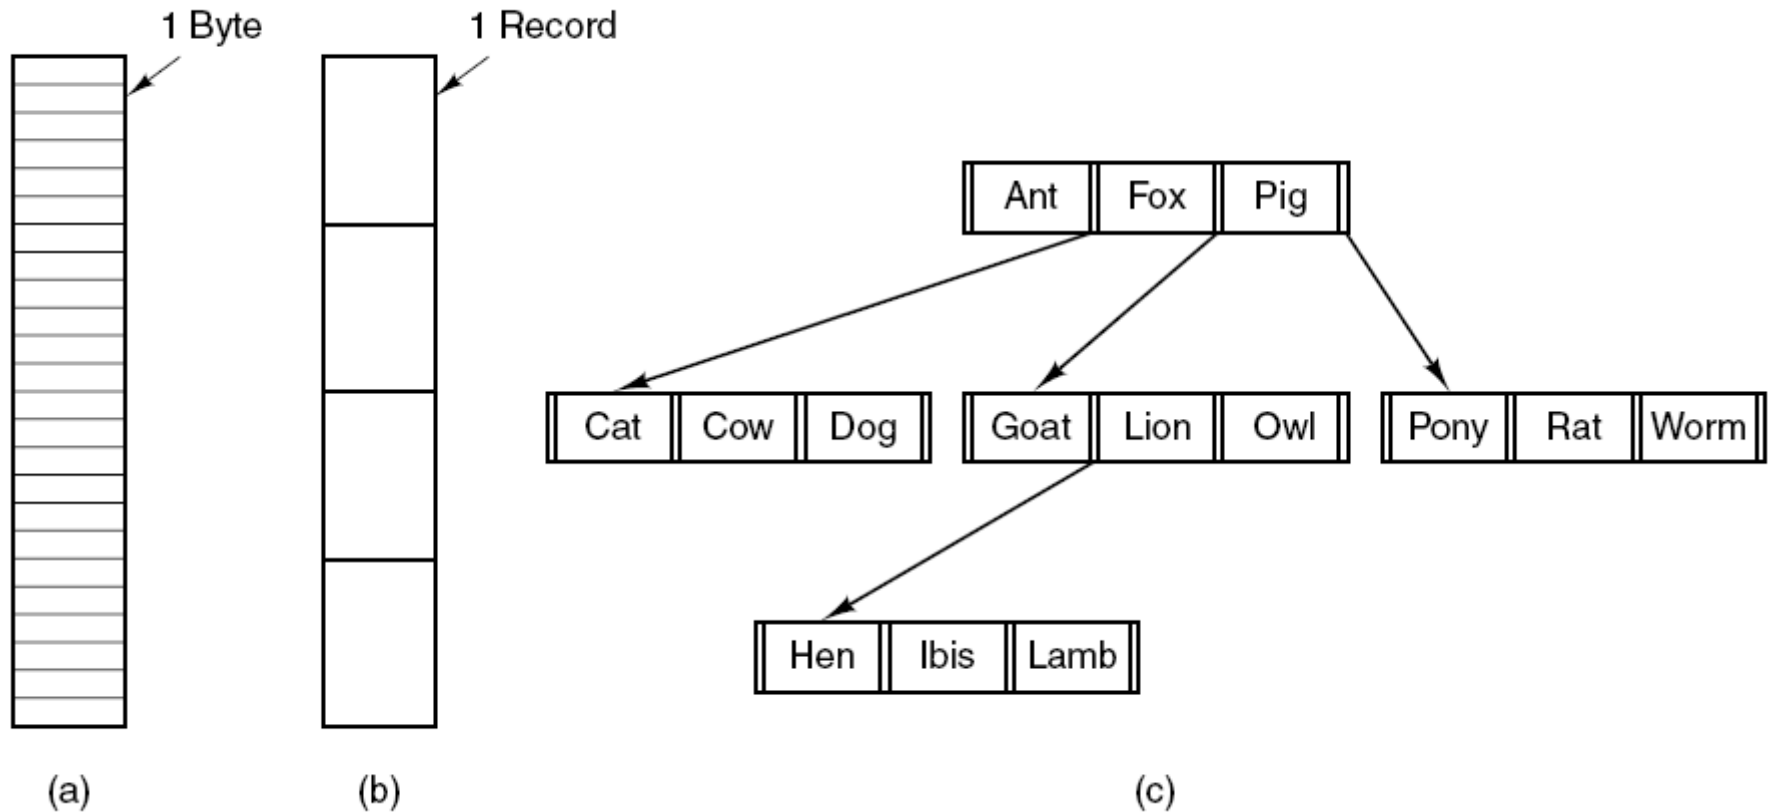 1 Byte
1 Record
Ant Fox Pig
Cat Cow Dog
Goat Lion Owl
Pony Rat Worm
Hen Ibis Lamb
(a)
(b)
(c)